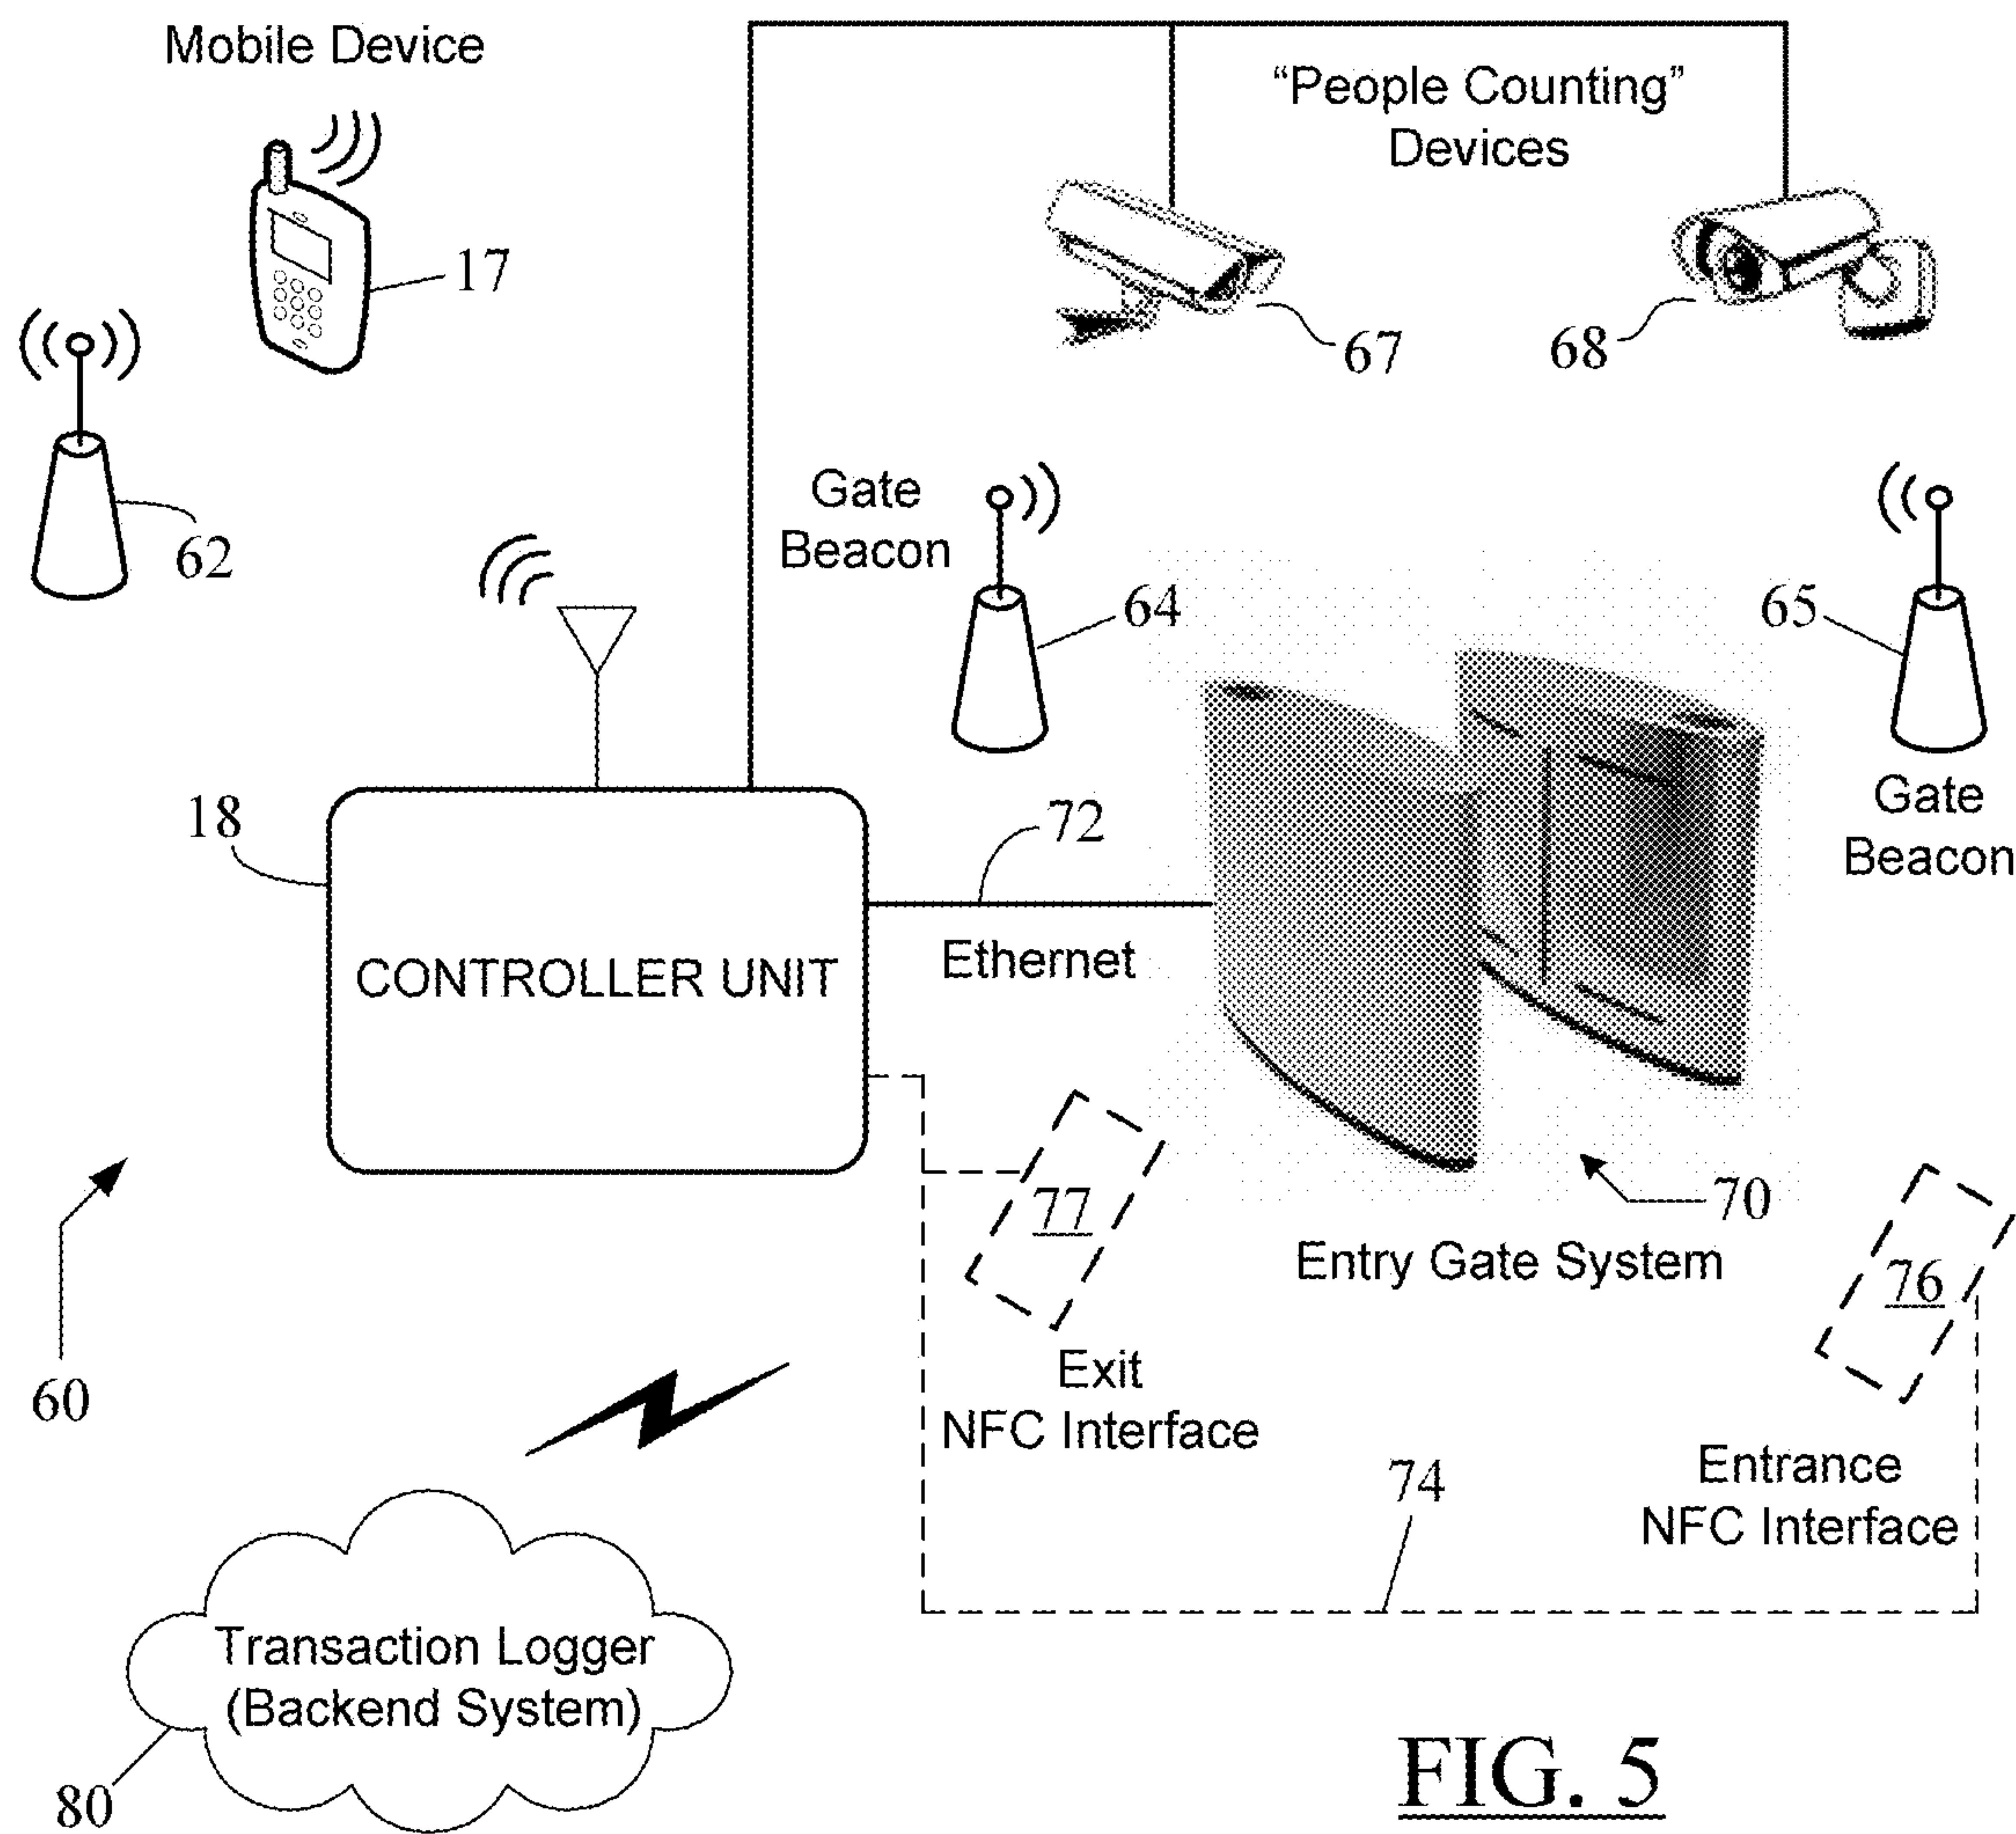 Mobile Device
"People Counting"
Devices
17
67
68
62
Gate
Beacon
64
65
Gate
Beacon
18
72
CONTROLLER UNIT
Ethernet
77
70
Entry Gate System
76
60
Exit
NFC Interface
74
Entrance
NFC Interface
Transaction Logger
(Backend System)
80
FIG. 5